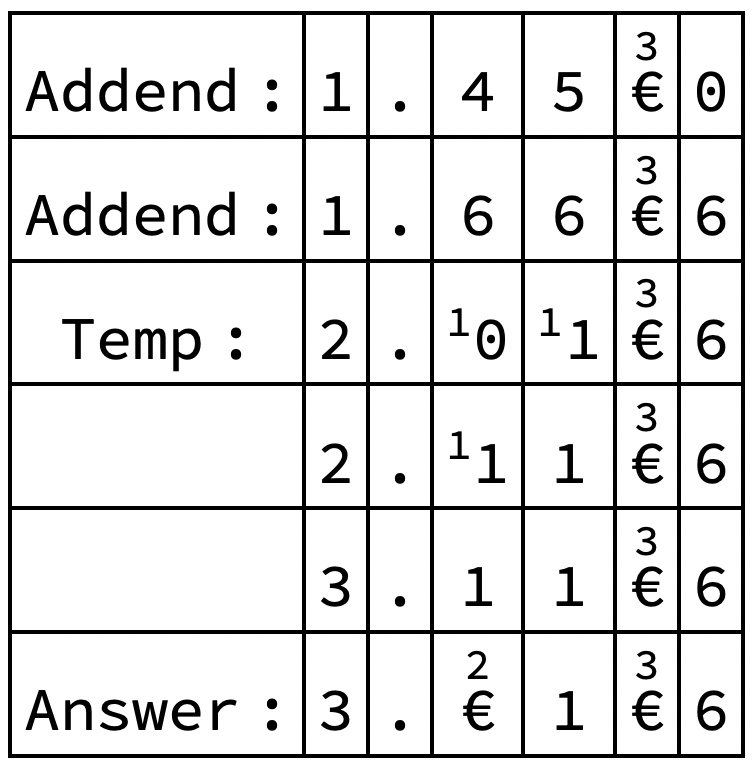 Addend : 1 . 4 5 €³ 0
Addend : 1 . 6 6 €³ 6
Temp : 2 . ¹0 ¹1 €³ 6
2 . ¹1 1 €³ 6
3 . 1 1 €³ 6
Answer : 3 . €² 1 €³ 6